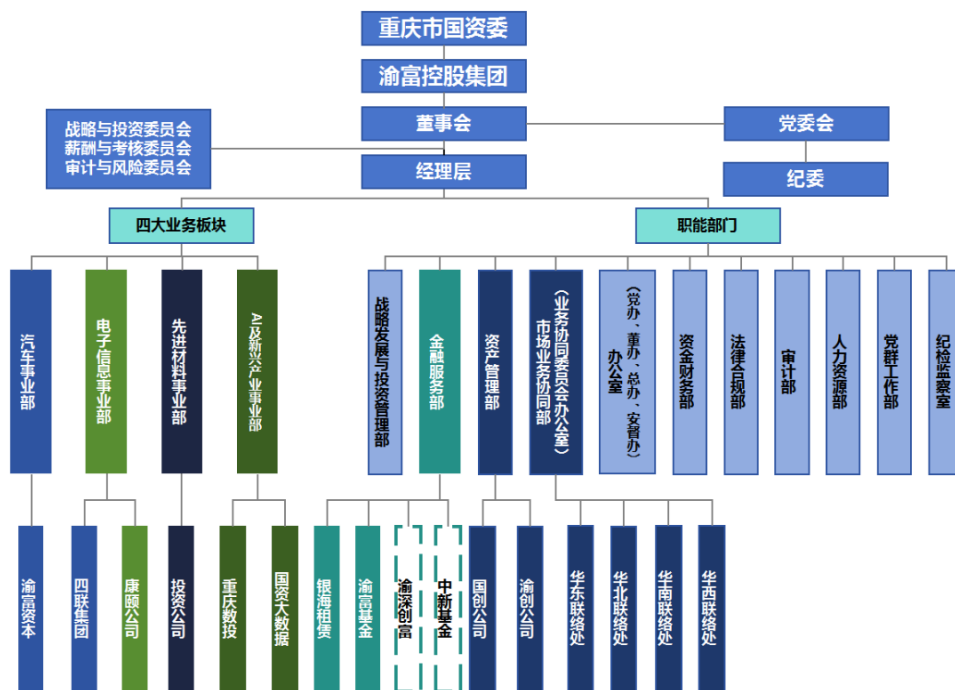 重庆市国资委
渝富控股集团
董事会
党委会
战略与投资委员会
薪酬与考核委员会
审计与风险委员会
经理层
纪委
四大业务板块
职能部门
汽车事业部
电子信息事业部
先进材料事业部
AI及新兴产业事业部
战略发展与投资管理部
金融服务部
资产管理部
（业务协同委员会办公室）
市场业务协同部
（党办、董办、总办、安督办）
办公室
资金财务部
法律合规部
审计部
人力资源部
党群工作部
纪检监察室
渝富资本
四联集团
康颐公司
投资公司
重庆数投
国资大数据
银海租赁
渝富基金
渝深创富
中新基金
国创公司
渝创公司
华东联络处
华北联络处
华南联络处
华西联络处